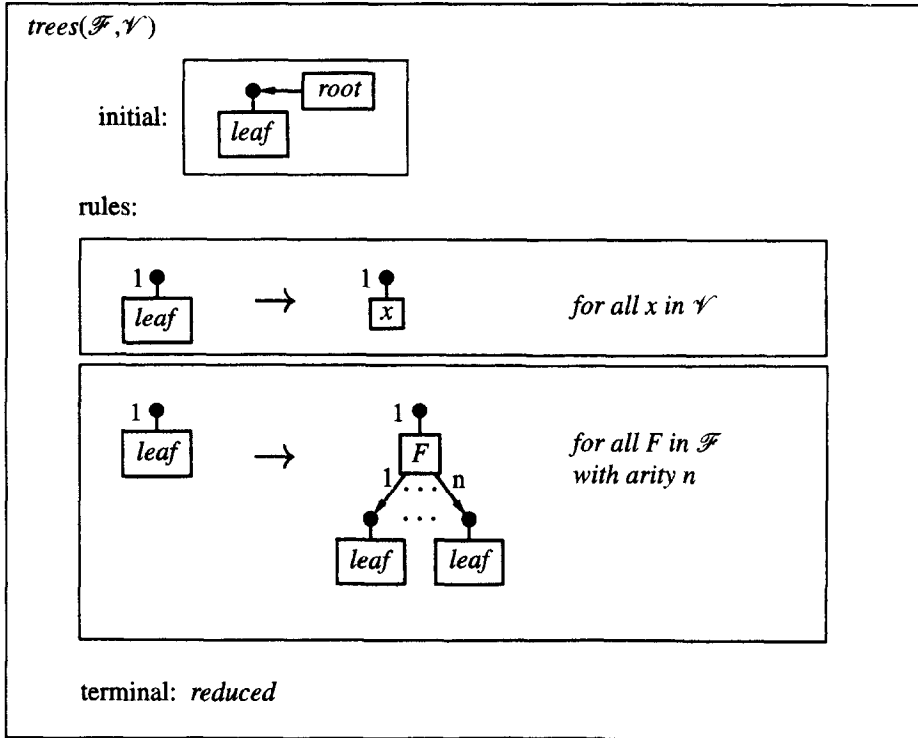 trees(ℱ,𝒱)
root
initial:
leaf
rules:
1 1
leaf → x for all x in 𝒱
1 1
leaf → F for all F in ℱ
with arity n
1 · · · n
· · ·
leaf leaf
terminal: reduced